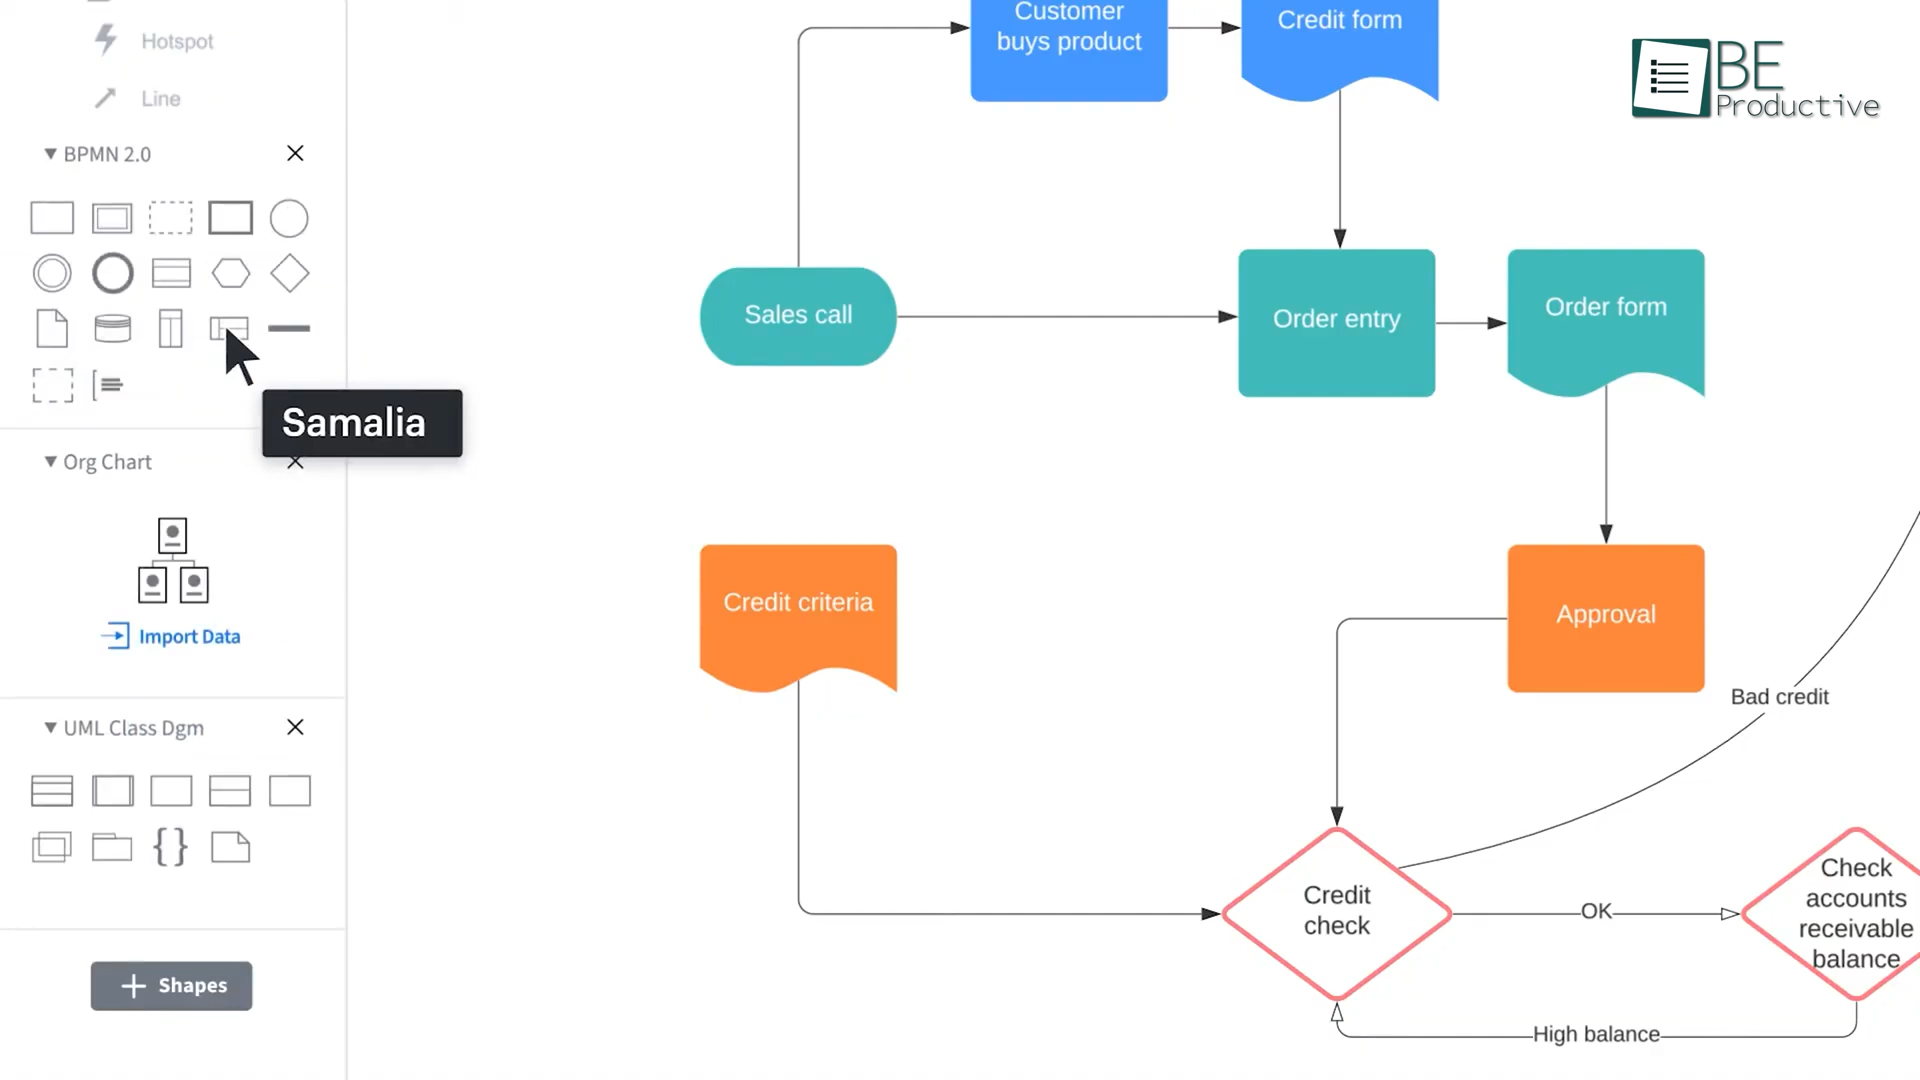 Hotspot
Line
BPMN 2.0
Samalia
Org Chart
Import Data
UML Class Dgm
Shapes
Customer
buys product
Credit form
BE
Productive
Sales call
Order entry
Order form
Credit criteria
Approval
Bad credit
Credit
check
OK
Check
accounts
receivable
balance
High balance